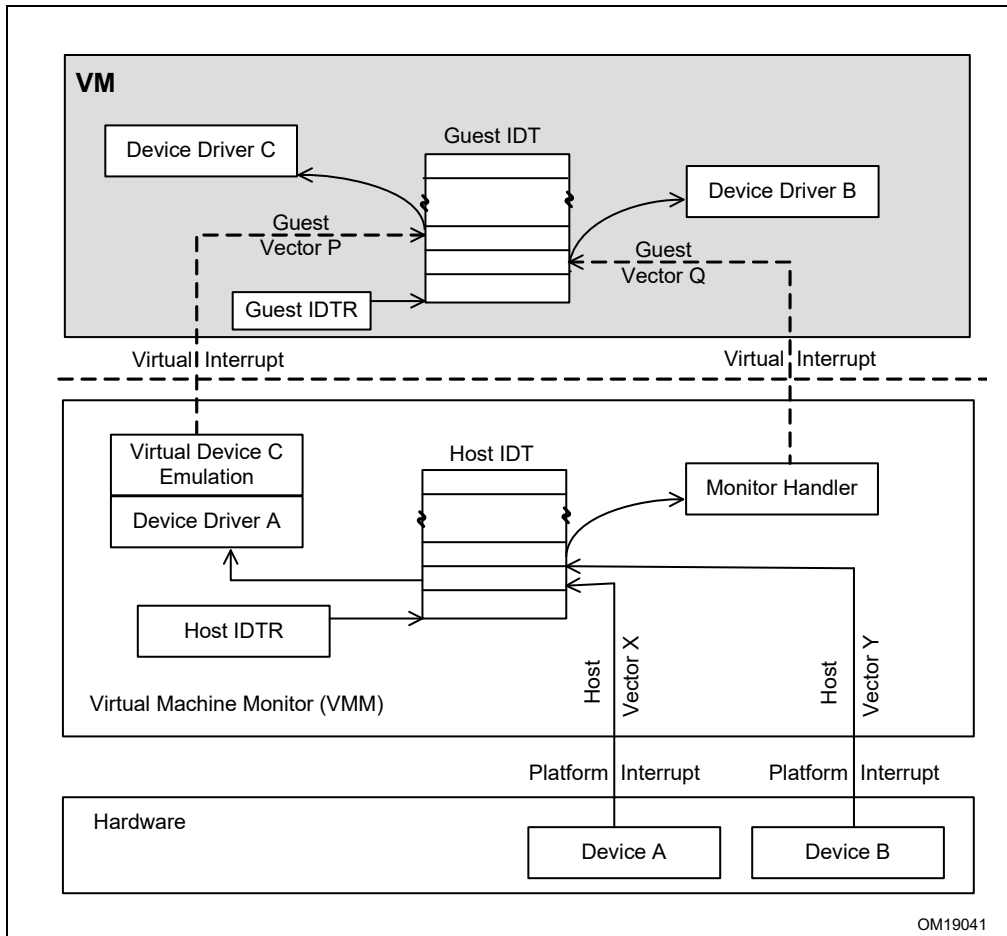 VM
Guest IDT
Device Driver C
Device Driver B
Guest
Vector P
Guest
Vector Q
Guest IDTR
Virtual Interrupt
Virtual Interrupt
Virtual Device C
Emulation
Device Driver A
Host IDT
Monitor Handler
Host IDTR
Host
Vector X
Host
Vector Y
Virtual Machine Monitor (VMM)
Platform Interrupt
Platform Interrupt
Hardware
Device A
Device B
OM19041